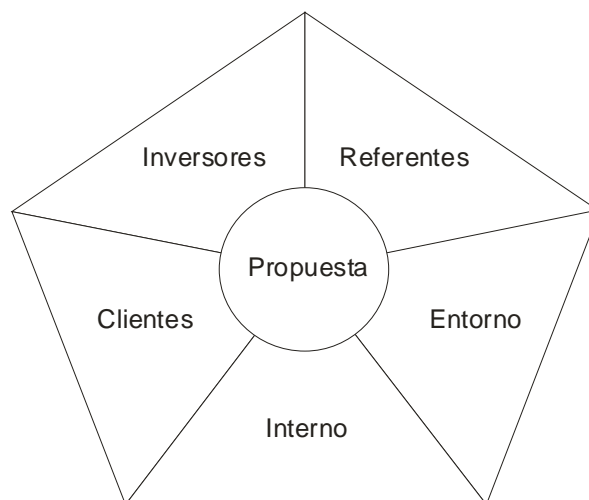 Inversores
Referentes
Propuesta
Clientes
Entorno
Interno